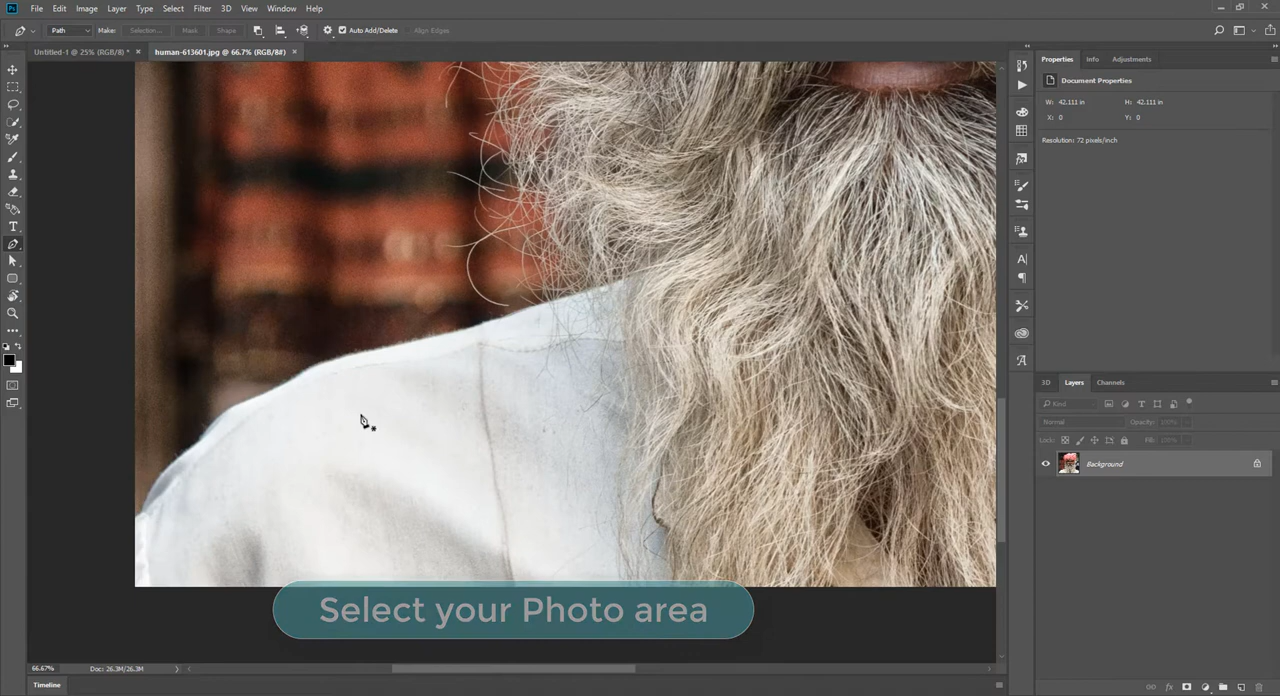 Ps File Edit Image Layer Type Select Filter 3D View Window Help
Path Make: Selection... Mask Shape Auto Add/Delete Align Edges
Untitled-1 @ 25% (RGB/8) * × human-613601.jpg @ 66.7% (RGB/8#) ×
Properties Info Adjustments
Document Properties
W: 42.111 in H: 42.111 in
X: 0 Y: 0
Resolution: 72 pixels/inch
3D Layers Channels
Kind
Normal Opacity: 100%
Lock: Fill: 100%
Background
Select your Photo area
66.67% Doc: 26.3M/26.3M
Timeline